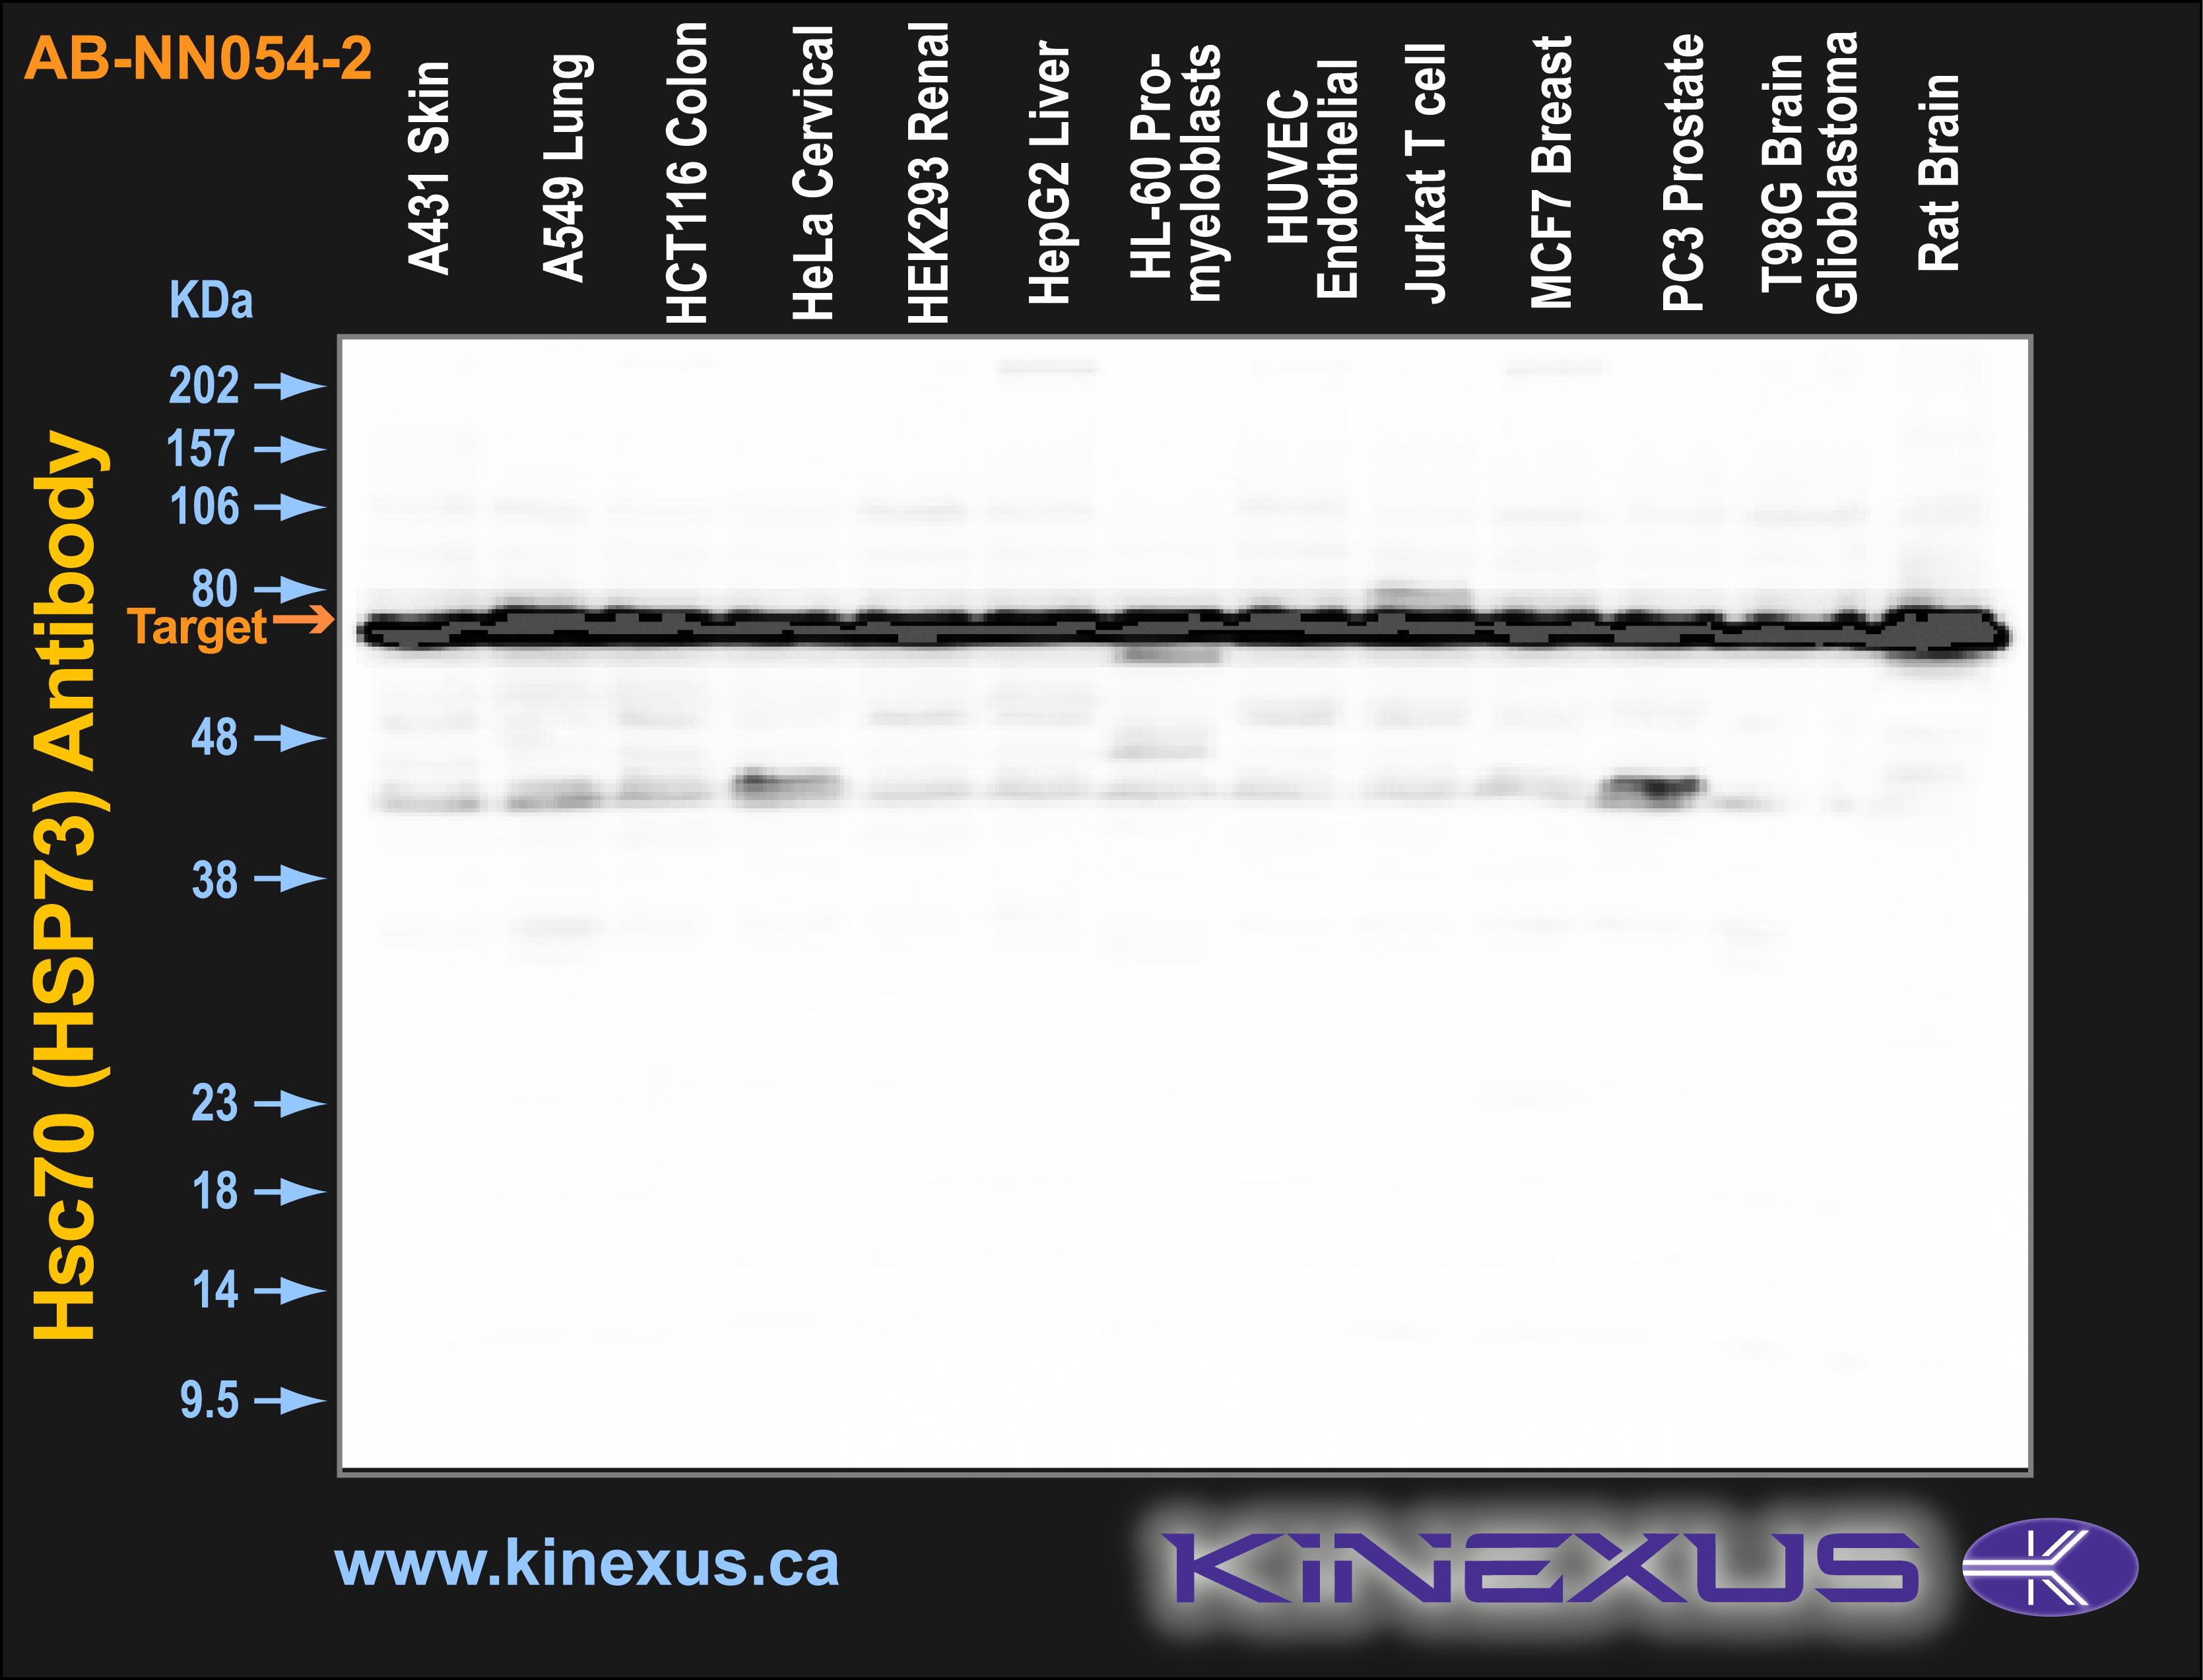 AB-NN054-2
A431 Skin
A549 Lung
HCT116 Colon
HeLa Cervical
HEK293 Renal
HepG2 Liver
HL-60 Pro-
myeloblasts
HUVEC
Endothelial
Jurkat T cell
MCF7 Breast
PC3 Prostate
T98G Brain
Glioblastoma
Rat Brain
KDa
202
157
106
80
Target
48
38
23
18
14
9.5
Hsc70 (HSP73) Antibody
www.kinexus.ca
KiNEXUS